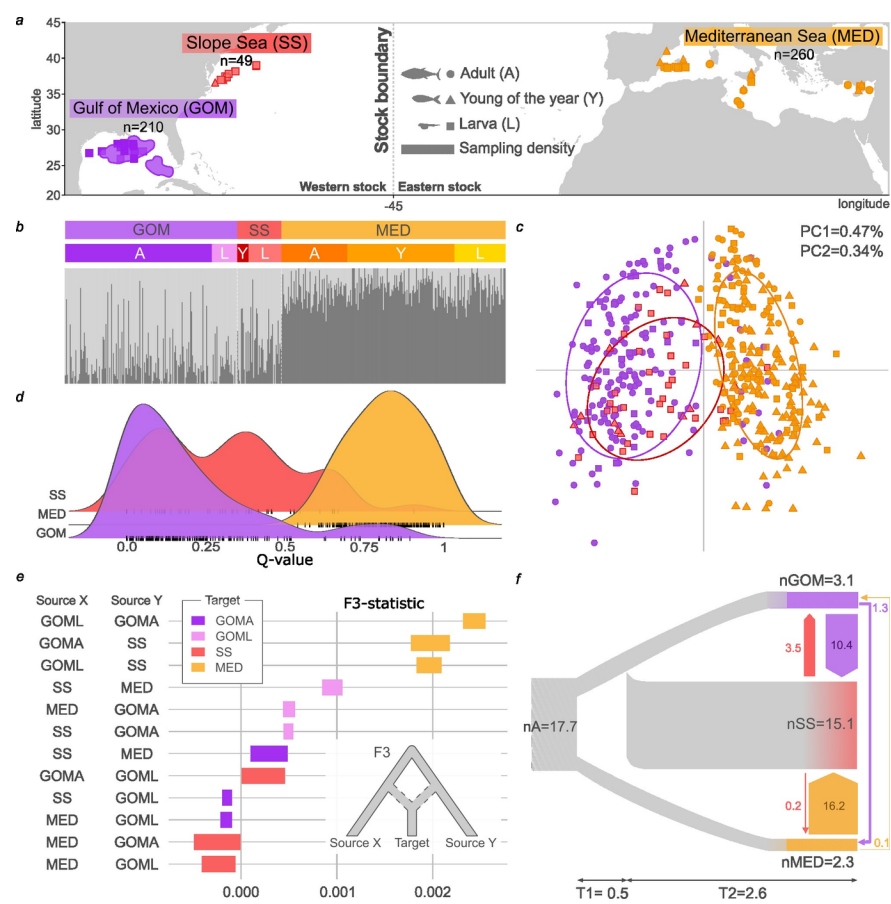 a
45
40
35
30
25
20
latitude
Slope Sea (SS)
n=49
Gulf of Mexico (GOM)
n=210
Stock boundary
Adult (A)
Young of the year (Y)
Larva (L)
Sampling density
Western stock
Eastern stock
-45
longitude
Mediterranean Sea (MED)
n=260
b
GOM SS MED
A L Y L A Y L
c
PC1=0.47%
PC2=0.34%
d
SS
MED
GOM
0.0 0.25 0.5 0.75 1
Q-value
e
Source X Source Y
Target
GOMA
GOML
SS
MED
F3-statistic
GOML GOMA
GOMA SS
GOML SS
SS MED
MED GOMA
SS GOMA
SS MED
GOMA GOML
SS GOML
MED GOML
MED GOMA
MED GOML
F3
Source X Target Source Y
0.000 0.001 0.002
f
nGOM=3.1
1.3
3.5
10.4
nA=17.7
nSS=15.1
0.2
16.2
0.1
nMED=2.3
T1= 0.5
T2=2.6